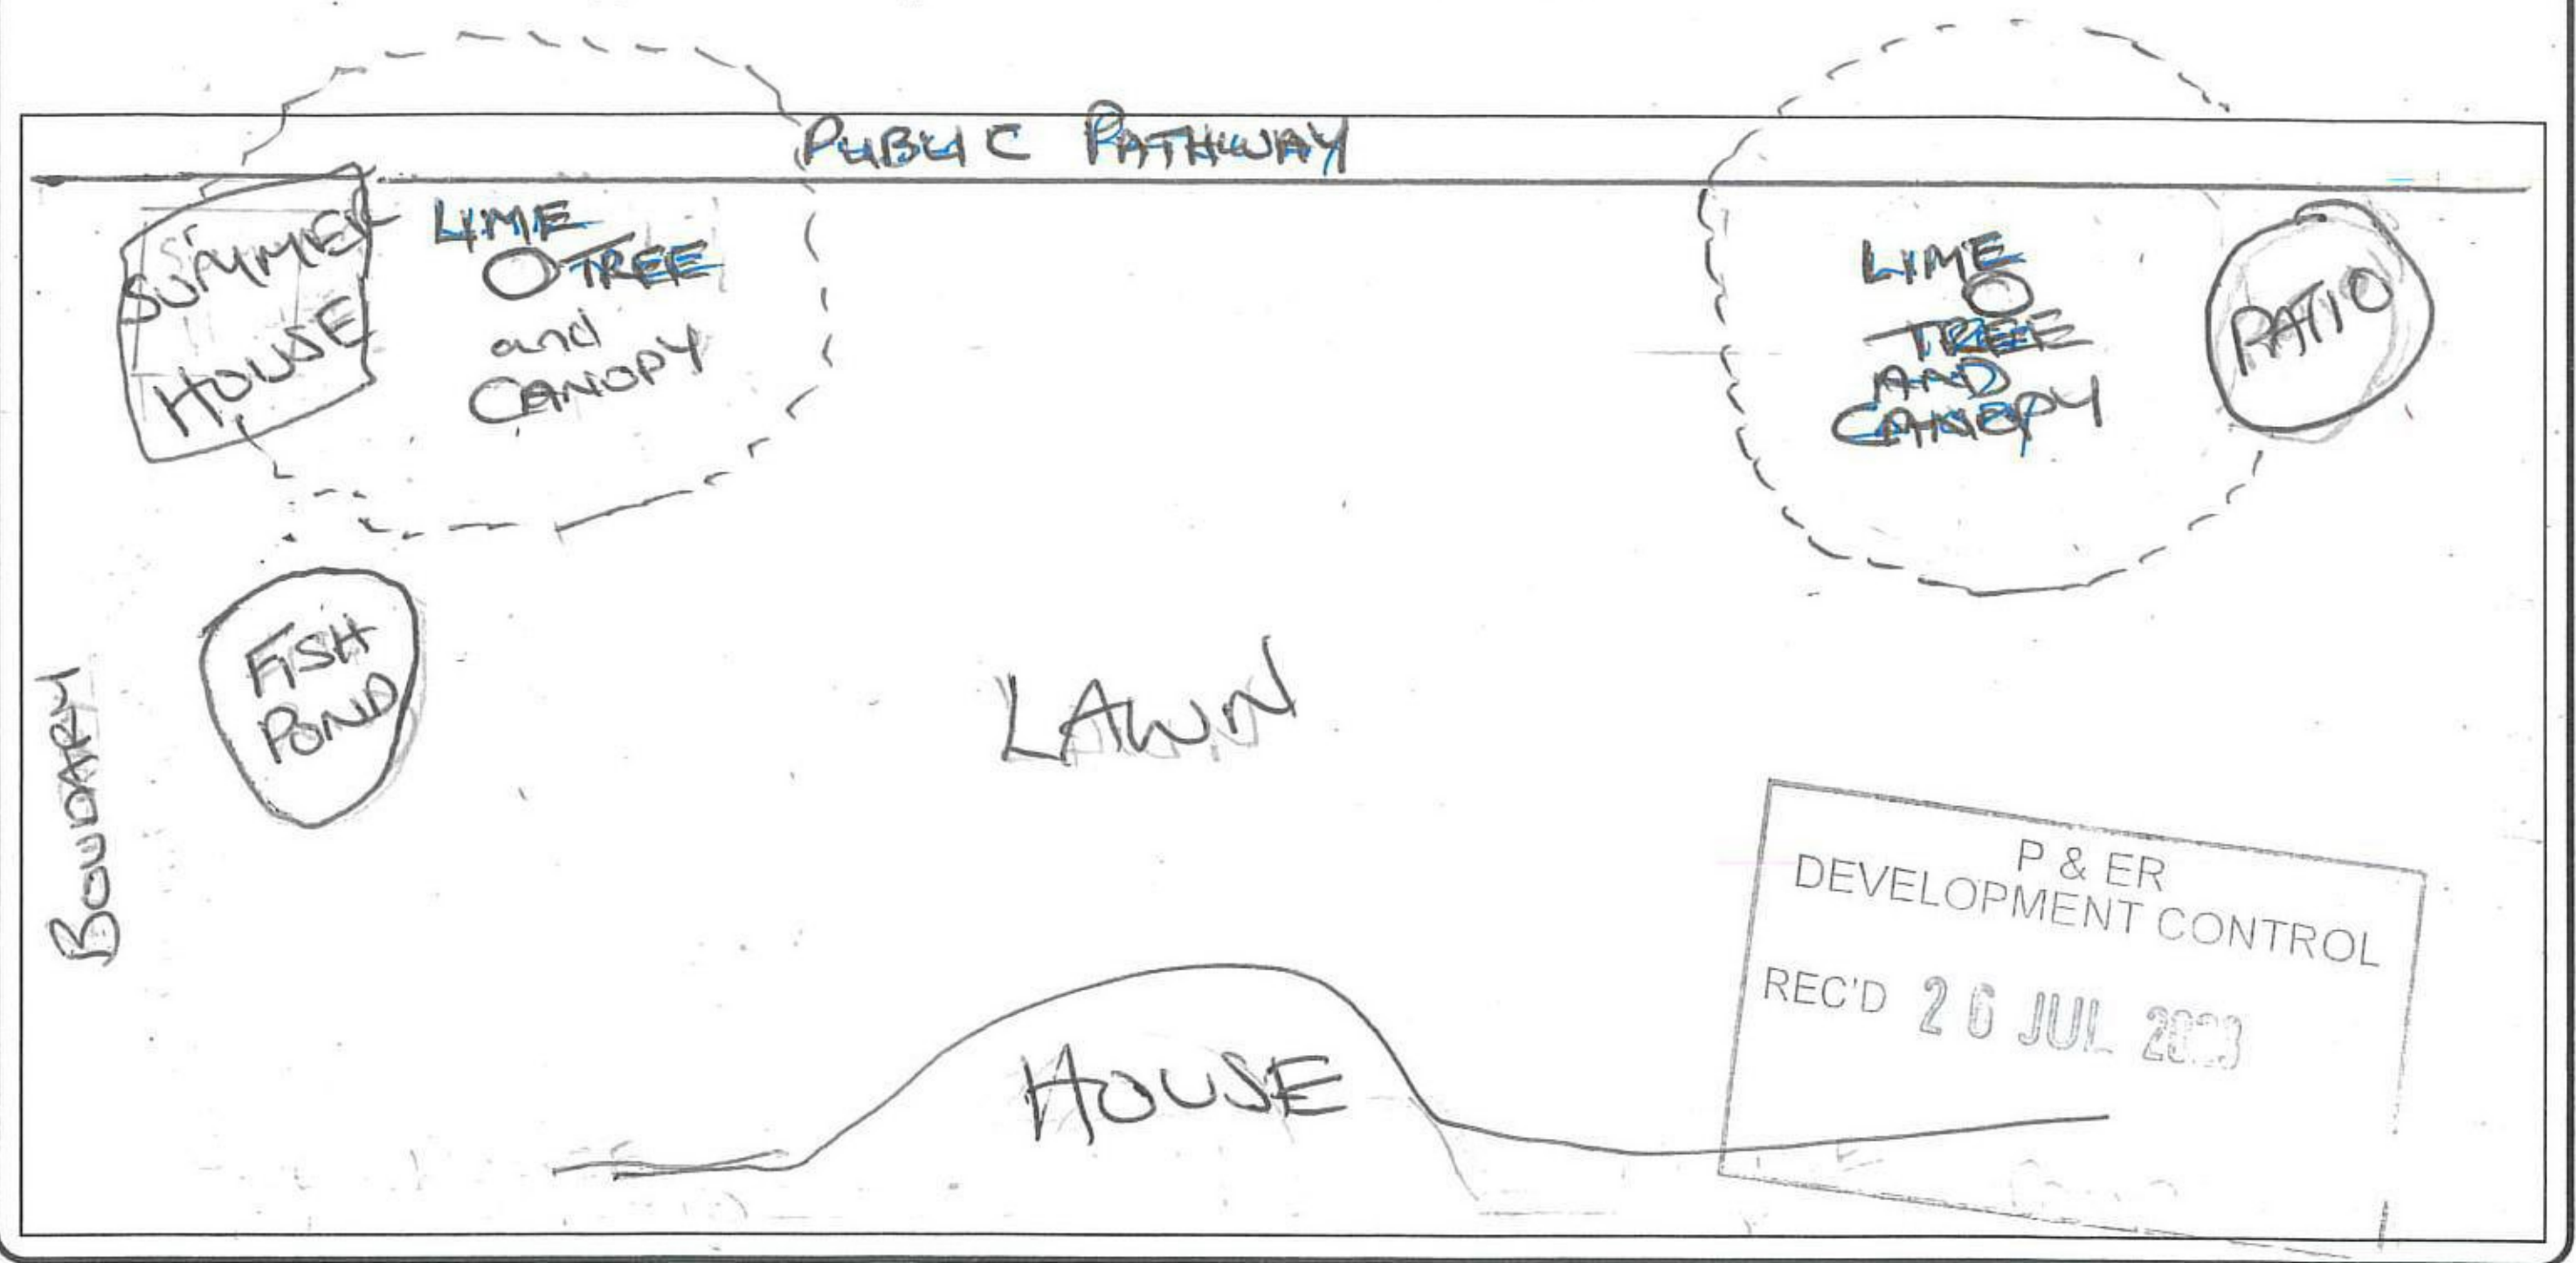 PUBLIC PATHWAY
SUMMER
HOUSE
LIME
TREE
and
CANOPY
LIME
TREE
AND
CANOPY
PATIO
FISH
POND
BOUDARY
LAWN
HOUSE
P & ER
DEVELOPMENT CONTROL
REC'D 26 JUL